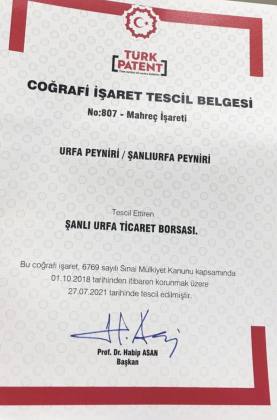 TÜRK
PATENT
COĞRAFİ İŞARET TESCİL BELGESİ
No:807 - Mahreç İşareti
URFA PEYNİRİ / ŞANLIURFA PEYNİRİ
Tescil Ettiren
ŞANLI URFA TİCARET BORSASI.
Bu coğrafi işaret, 6769 sayılı Sınai Mülkiyet Kanunu kapsamında
01.10.2018 tarihinden itibaren korunmak üzere
27.07.2021 tarihinde tescil edilmiştir.
Prof. Dr. Habip ASAN
Başkan